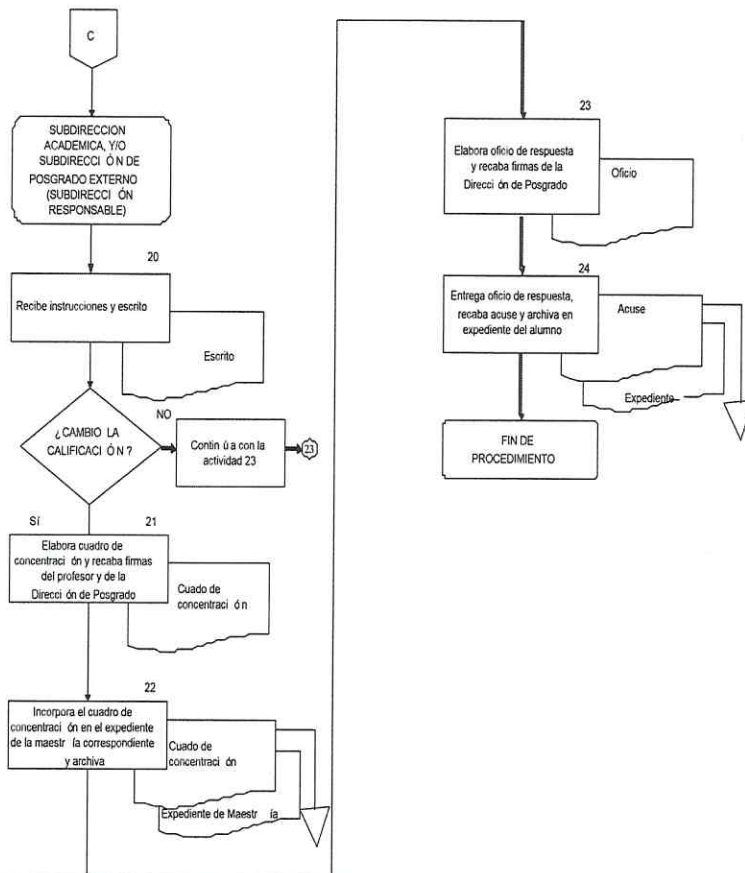 C
SUBDIRECCION
ACADEMICA, Y/O
SUBDIRECCI ÓN DE
POSGRADO EXTERNO
(SUBDIRECCI ÓN
RESPONSABLE)
20
Recibe instrucciones y escrito
Escrito
¿CAMBIO LA
CALIFICACI ÓN ?
NO
Contin ú a con la
actividad 23
23
SÍ
21
Elabora cuadro de
concentraci ón y recaba firmas
del profesor y de la
Direcci ón de Posgrado
Cuado de
concentraci ó n
22
Incorpora el cuadro de
concentraci ón en el expediente
de la maestr ía correspondiente
y archiva
Cuado de
concentraci ón
Expediente de Maestr ía
23
Elabora oficio de respuesta
y recaba firmas de la
Direcci ón de Posgrado
Oficio
24
Entrega oficio de respuesta,
recaba acuse y archiva en
expediente del alumno
Acuse
Expediente
FIN DE
PROCEDIMIENTO